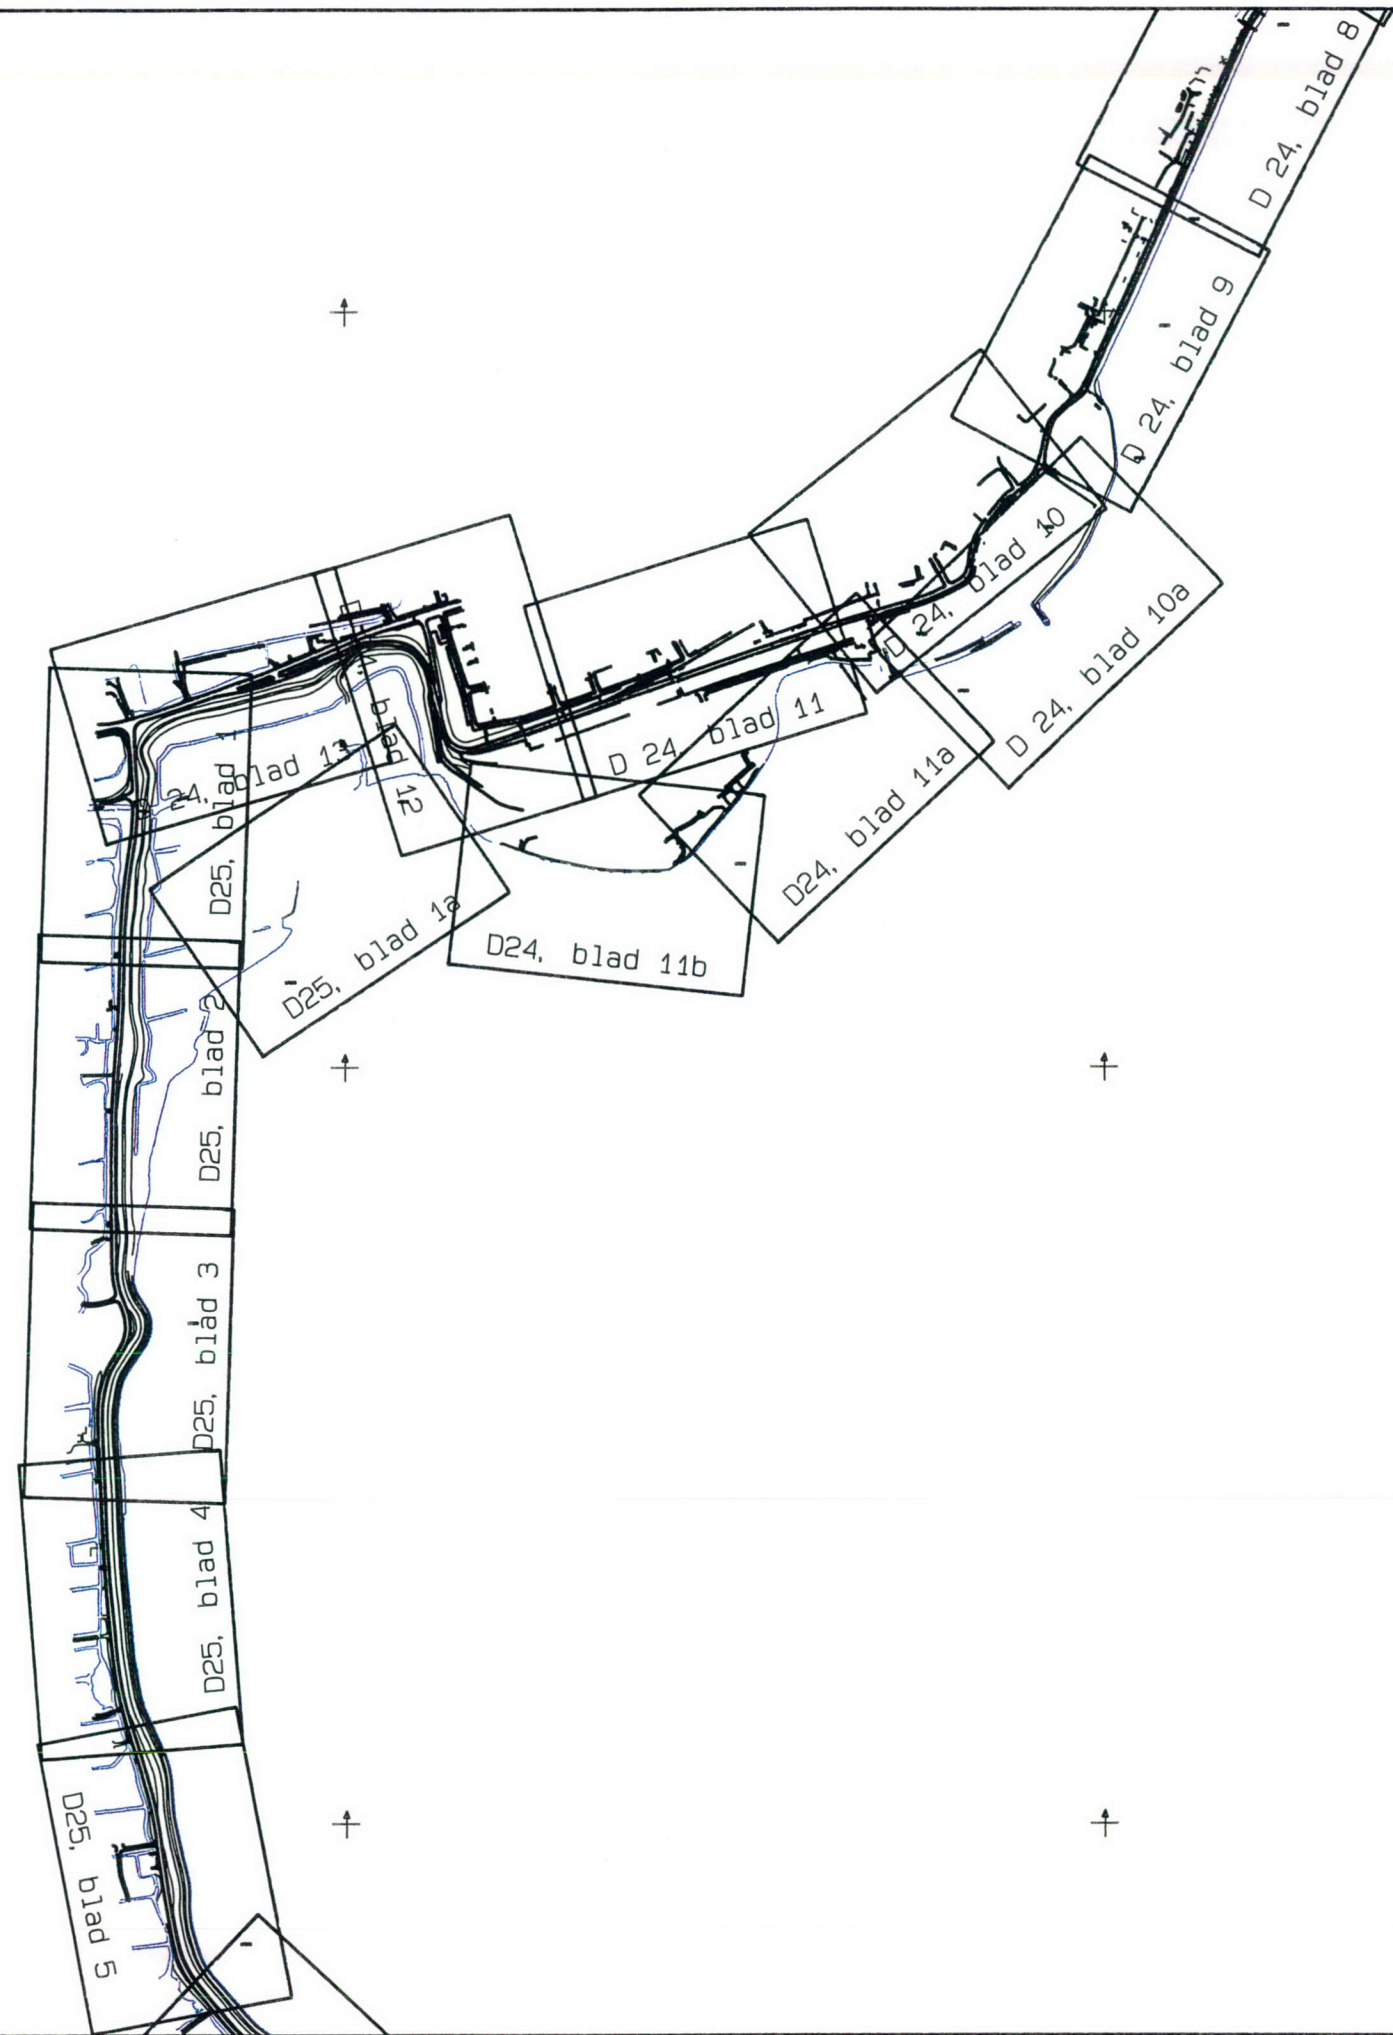 D 24, blad 8
D 24, blad 9
D 24, blad 10
D 24, blad 10a
D 24, blad 11
D24, blad 11a
D24, blad 11b
blad 12
24, blad 13
D25, blad 1
D25, blad 1a
D25, blad 2
D25, blad 3
D25, blad 4
D25, blad 5